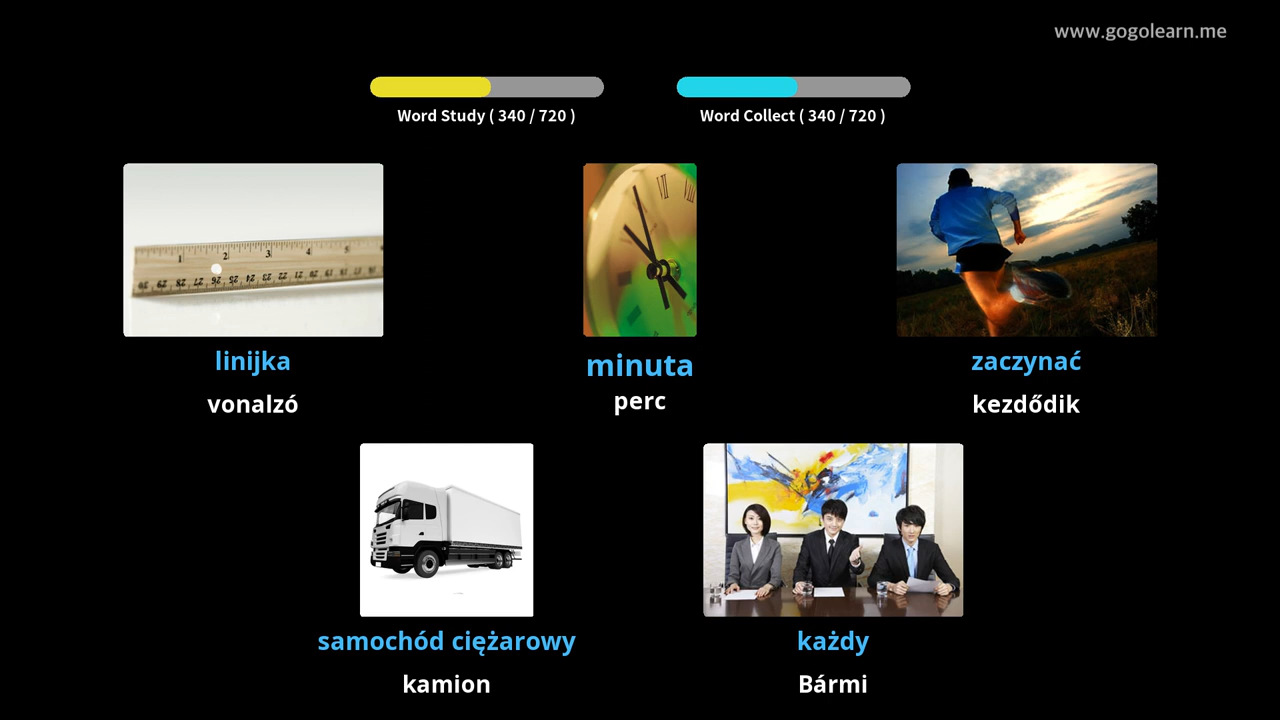 www.gogolearn.me
Word Study ( 340 / 720 )
Word Collect ( 340 / 720 )
linijka
vonalzó
minuta
perc
zaczynać
kezdődik
samochód ciężarowy
kamion
każdy
Bármi